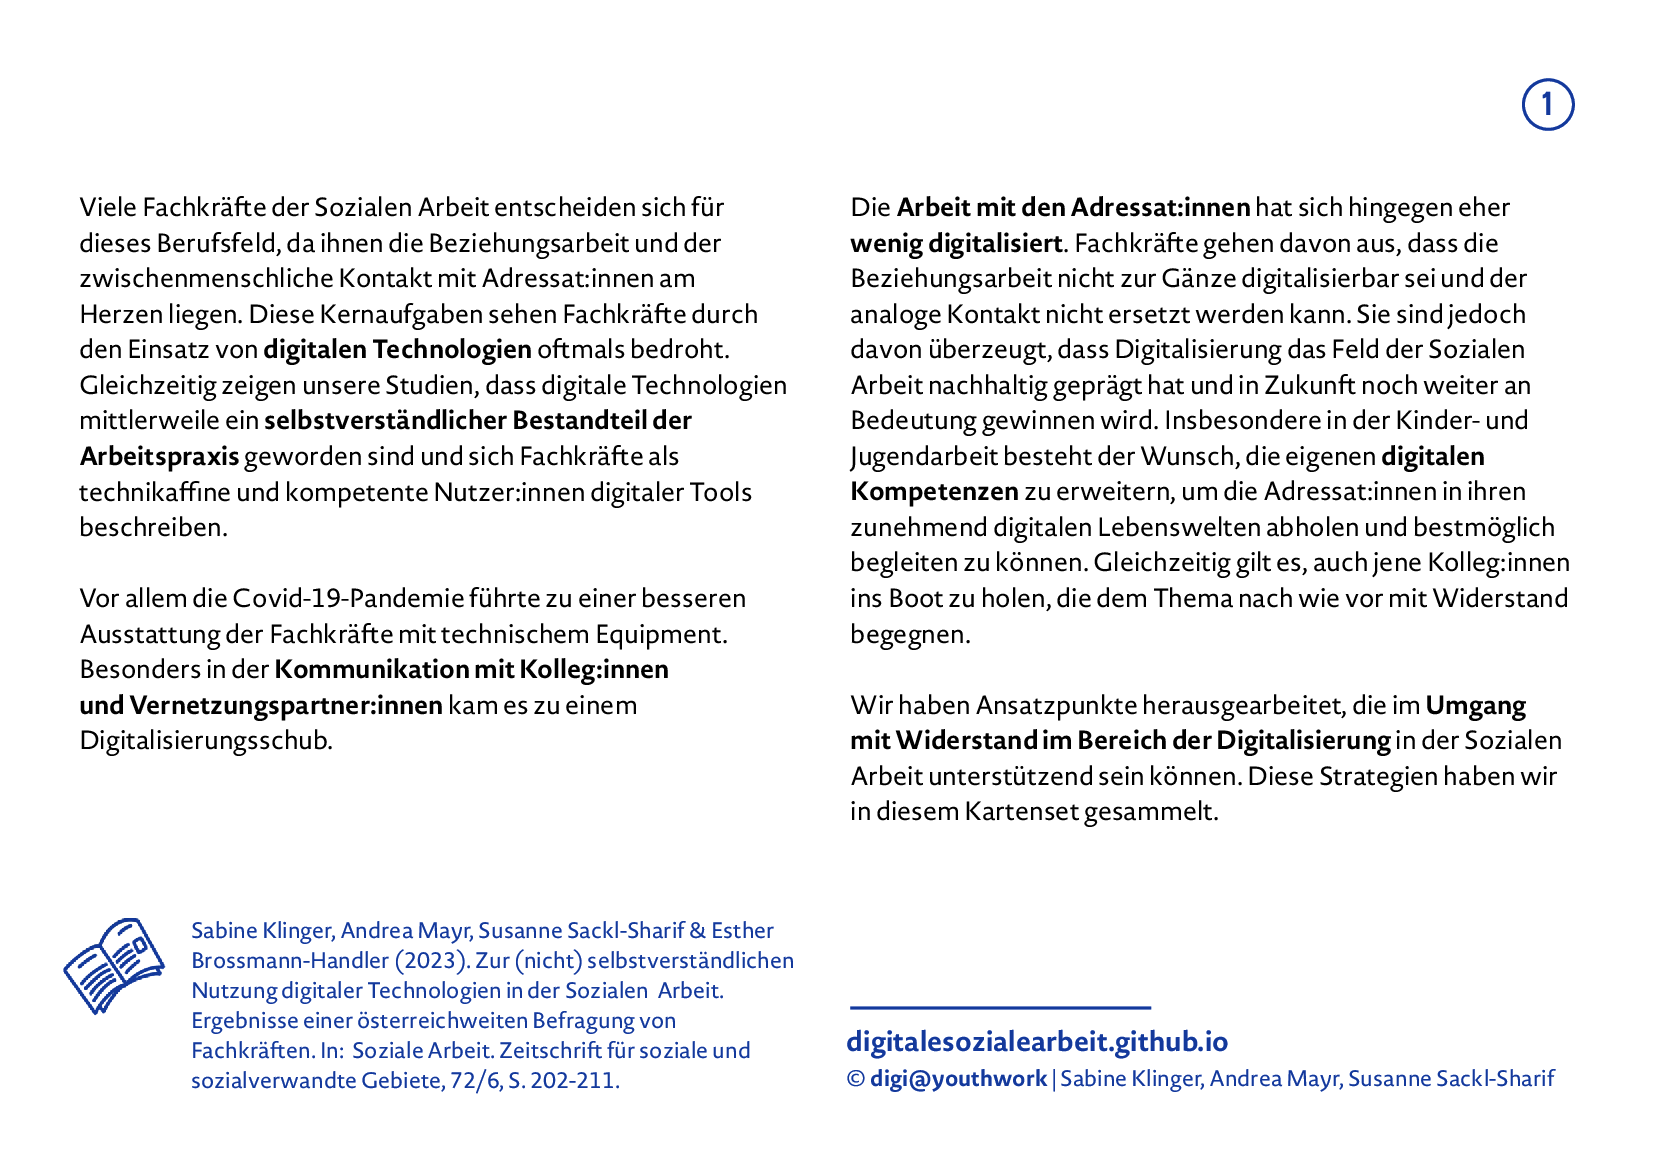 1
Viele Fachkräfte der Sozialen Arbeit entscheiden sich für
dieses Berufsfeld, da ihnen die Beziehungsarbeit und der
zwischenmenschliche Kontakt mit Adressat:innen am
Herzen liegen. Diese Kernaufgaben sehen Fachkräfte durch
den Einsatz von digitalen Technologien oftmals bedroht.
Gleichzeitig zeigen unsere Studien, dass digitale Technologien
mittlerweile ein selbstverständlicher Bestandteil der
Arbeitspraxis geworden sind und sich Fachkräfte als
technikaffine und kompetente Nutzer:innen digitaler Tools
beschreiben.
Vor allem die Covid-19-Pandemie führte zu einer besseren
Ausstattung der Fachkräfte mit technischem Equipment.
Besonders in der Kommunikation mit Kolleg:innen
und Vernetzungspartner:innen kam es zu einem
Digitalisierungsschub.
Die Arbeit mit den Adressat:innen hat sich hingegen eher
wenig digitalisiert. Fachkräfte gehen davon aus, dass die
Beziehungsarbeit nicht zur Gänze digitalisierbar sei und der
analoge Kontakt nicht ersetzt werden kann. Sie sind jedoch
davon überzeugt, dass Digitalisierung das Feld der Sozialen
Arbeit nachhaltig geprägt hat und in Zukunft noch weiter an
Bedeutung gewinnen wird. Insbesondere in der Kinder- und
Jugendarbeit besteht der Wunsch, die eigenen digitalen
Kompetenzen zu erweitern, um die Adressat:innen in ihren
zunehmend digitalen Lebenswelten abholen und bestmöglich
begleiten zu können. Gleichzeitig gilt es, auch jene Kolleg:innen
ins Boot zu holen, die dem Thema nach wie vor mit Widerstand
begegnen.
Wir haben Ansatzpunkte herausgearbeitet, die im Umgang
mit Widerstand im Bereich der Digitalisierung in der Sozialen
Arbeit unterstützend sein können. Diese Strategien haben wir
in diesem Kartenset gesammelt.
Sabine Klinger, Andrea Mayr, Susanne Sackl-Sharif & Esther
Brossmann-Handler (2023). Zur (nicht) selbstverständlichen
Nutzung digitaler Technologien in der Sozialen Arbeit.
Ergebnisse einer österreichweiten Befragung von
Fachkräften. In: Soziale Arbeit. Zeitschrift für soziale und
sozialverwandte Gebiete, 72/6, S. 202-211.
digitalesozialearbeit.github.io
© digi@youthwork | Sabine Klinger, Andrea Mayr, Susanne Sackl-Sharif